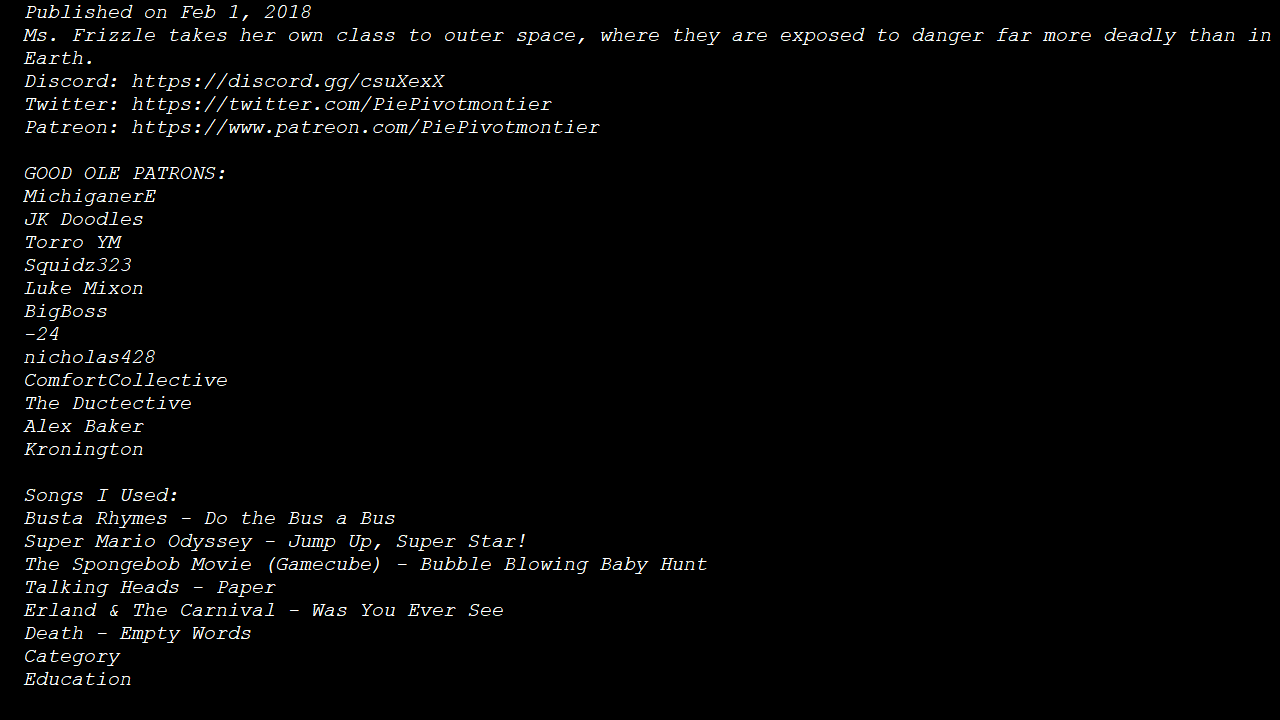 Published on Feb 1, 2018
Ms. Frizzle takes her own class to outer space, where they are exposed to danger far more deadly than in
Earth.
Discord: https://discord.gg/csuXexX
Twitter: https://twitter.com/PiePivotmontier
Patreon: https://www.patreon.com/PiePivotmontier
GOOD OLE PATRONS:
MichiganerE
JK Doodles
Torro YM
Squidz323
Luke Mixon
BigBoss
-24
nicholas428
ComfortCollective
The Ductective
Alex Baker
Kronington
Songs I Used:
Busta Rhymes - Do the Bus a Bus
Super Mario Odyssey - Jump Up, Super Star!
The Spongebob Movie (Gamecube) - Bubble Blowing Baby Hunt
Talking Heads - Paper
Erland & The Carnival - Was You Ever See
Death - Empty Words
Category
Education